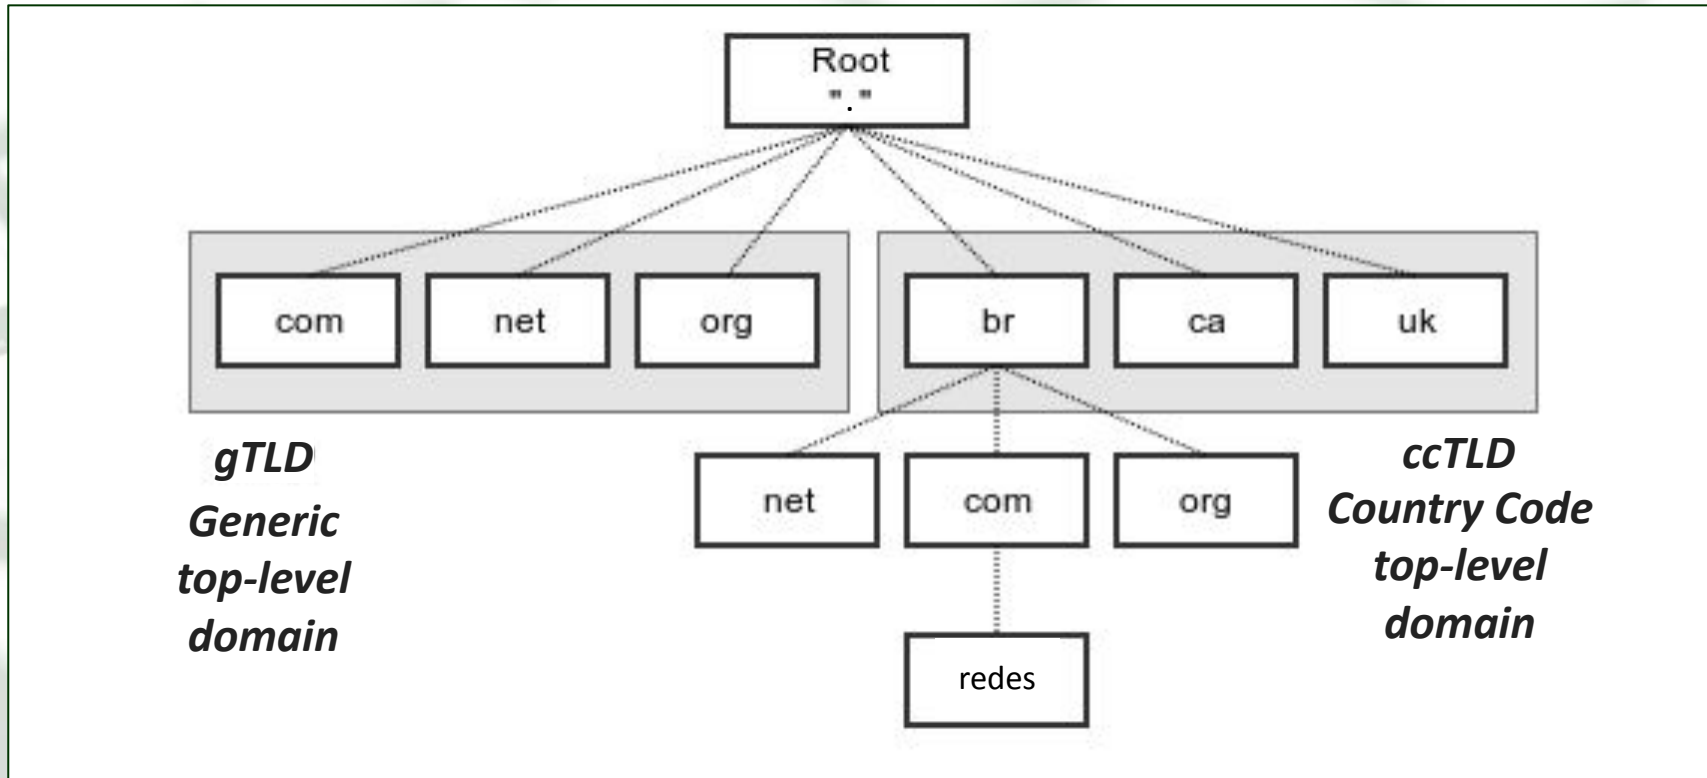 Root
"."
com
net
org
br
ca
uk
gTLD
Generic
top-level
domain
net
com
org
ccTLD
Country Code
top-level
domain
redes